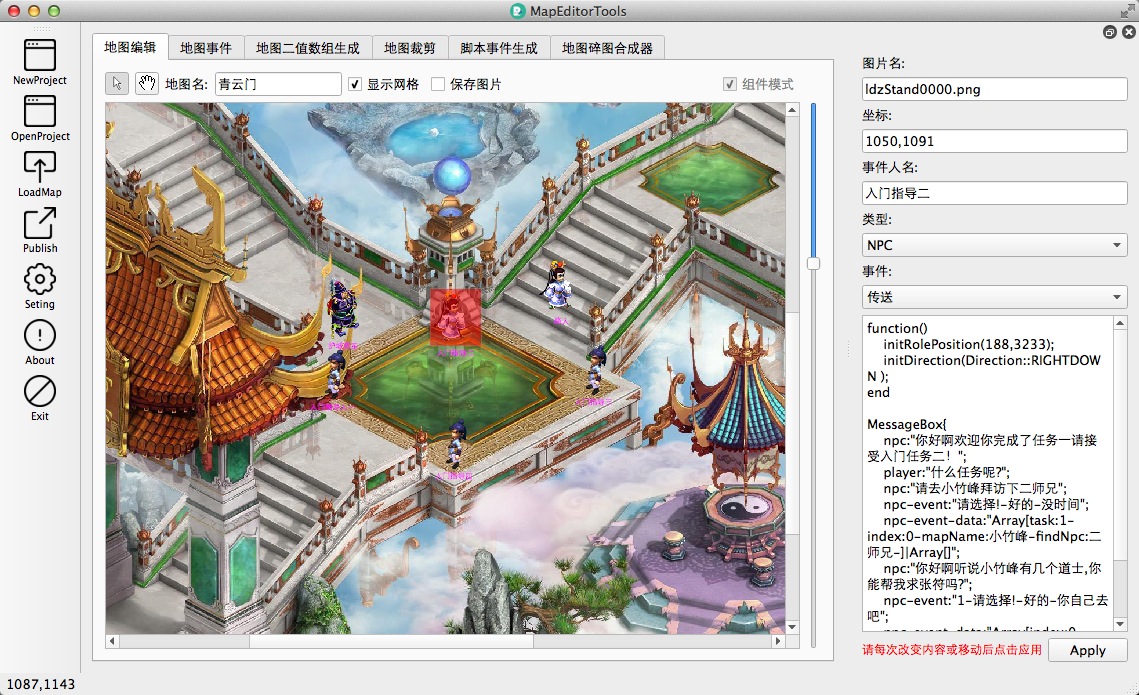 MapEditorTools
NewProject
OpenProject
LoadMap
Publish
Seting
About
Exit
地图编辑
地图事件
地图二值数组生成
地图裁剪
脚本事件生成
地图碎图合成器
地图名:
青云门
显示网格
保存图片
组件模式
路人
入门指导三
图片名:
ldzStand0000.png
坐标:
1050,1091
事件人名:
入门指导二
类型:
NPC
事件:
传送
function()
initRolePosition(188,3233);
initDirection(Direction::RIGHTDOW
N );
end
MessageBox{
npc:"你好啊欢迎你完成了任务一请接
受入门任务二！";
player:"什么任务呢?";
npc:"请去小竹峰拜访下二师兄";
npc-event:"请选择!-好的-没时间";
npc-event-data:"Array[task:1-
index:0-mapName:小竹峰-findNpc:二
师兄-]|Array[]";
npc:"你好啊听说小竹峰有几个道士,你
能帮我求张符吗?";
npc-event:"1-请选择!-好的-你自己去
吧";
请每次改变内容或移动后点击应用
Apply
1087,1143